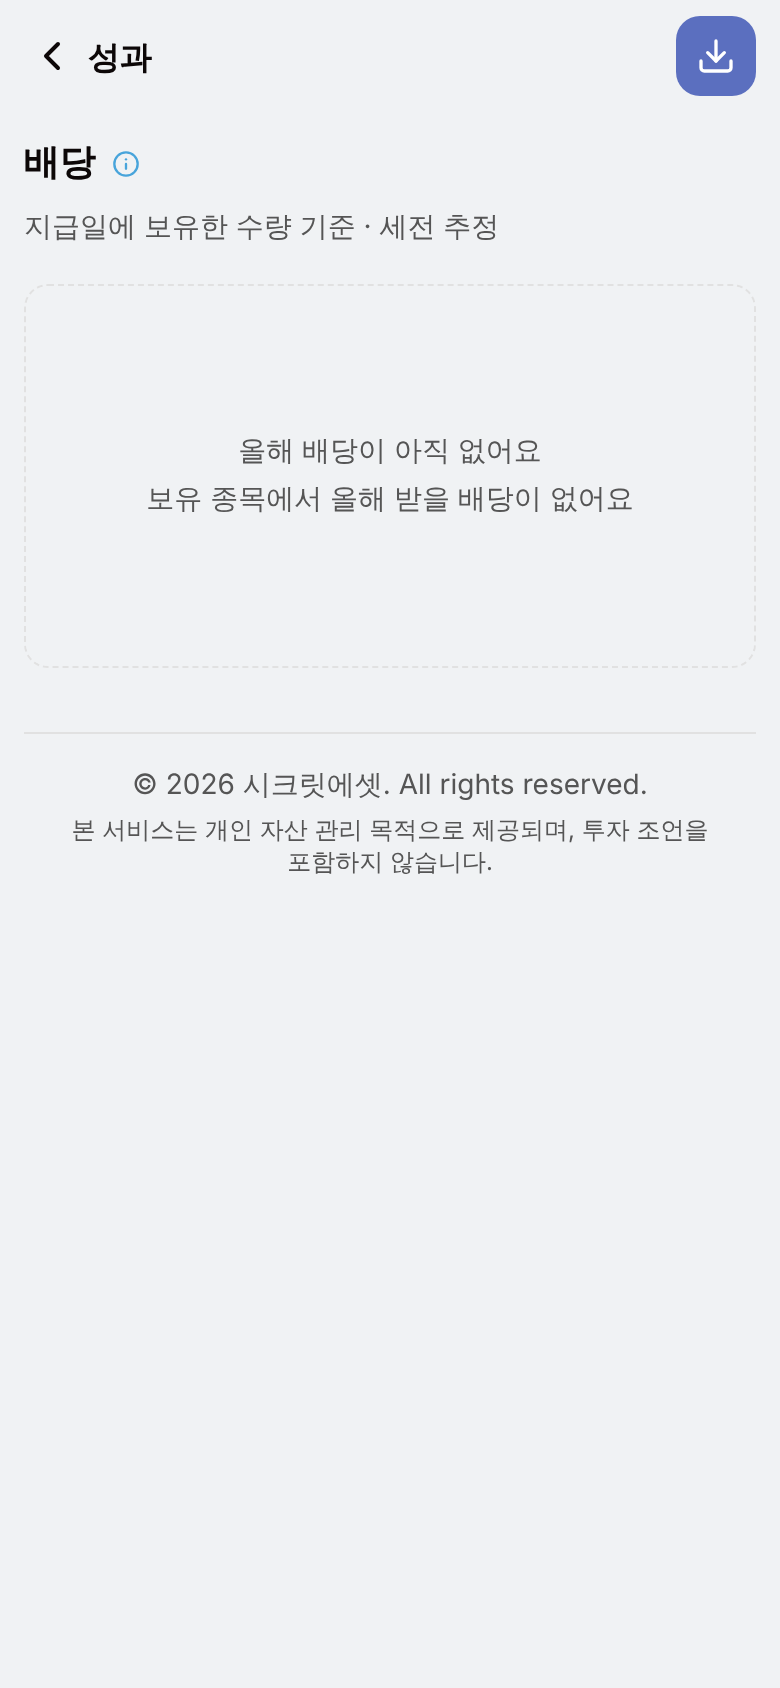 성과
배당
지급일에 보유한 수량 기준 · 세전 추정
올해 배당이 아직 없어요
보유 종목에서 올해 받을 배당이 없어요
© 2026 시크릿에셋. All rights reserved.
본 서비스는 개인 자산 관리 목적으로 제공되며, 투자 조언을
포함하지 않습니다.